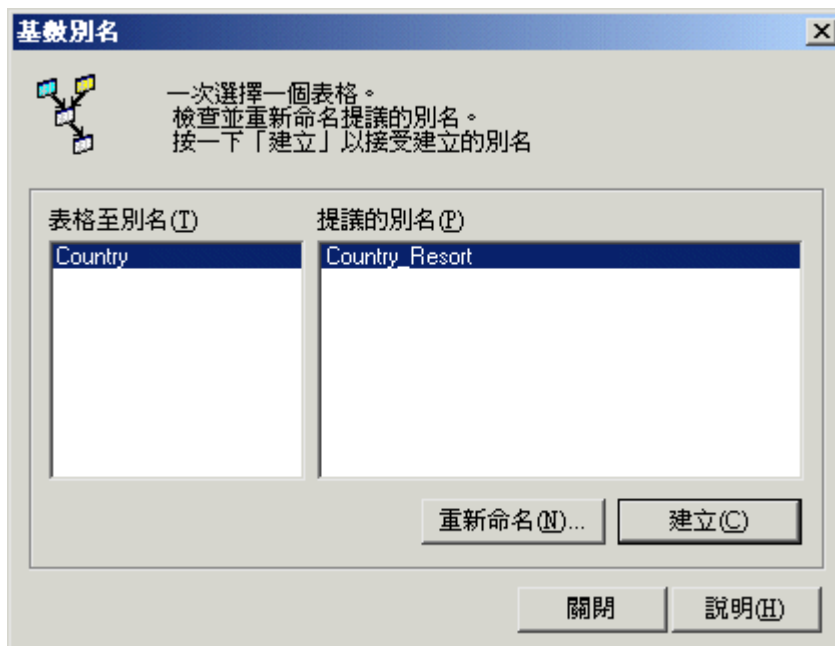 基數別名
一次選擇一個表格。
檢查並重新命名提議的別名。
按一下「建立」以接受建立的別名
表格至別名(T)
提議的別名(P)
Country
Country_Resort
重新命名(N)...
建立(C)
關閉
說明(H)